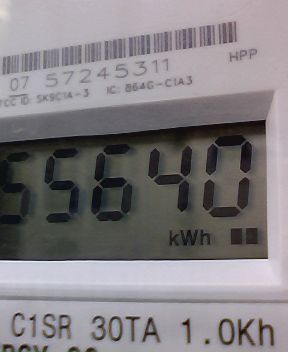 HPP
07 57245311
FCC ID: SK9C1A-3 IC: 864G-C1A3
55640
kWh
C1SR 30TA 1.0Kh